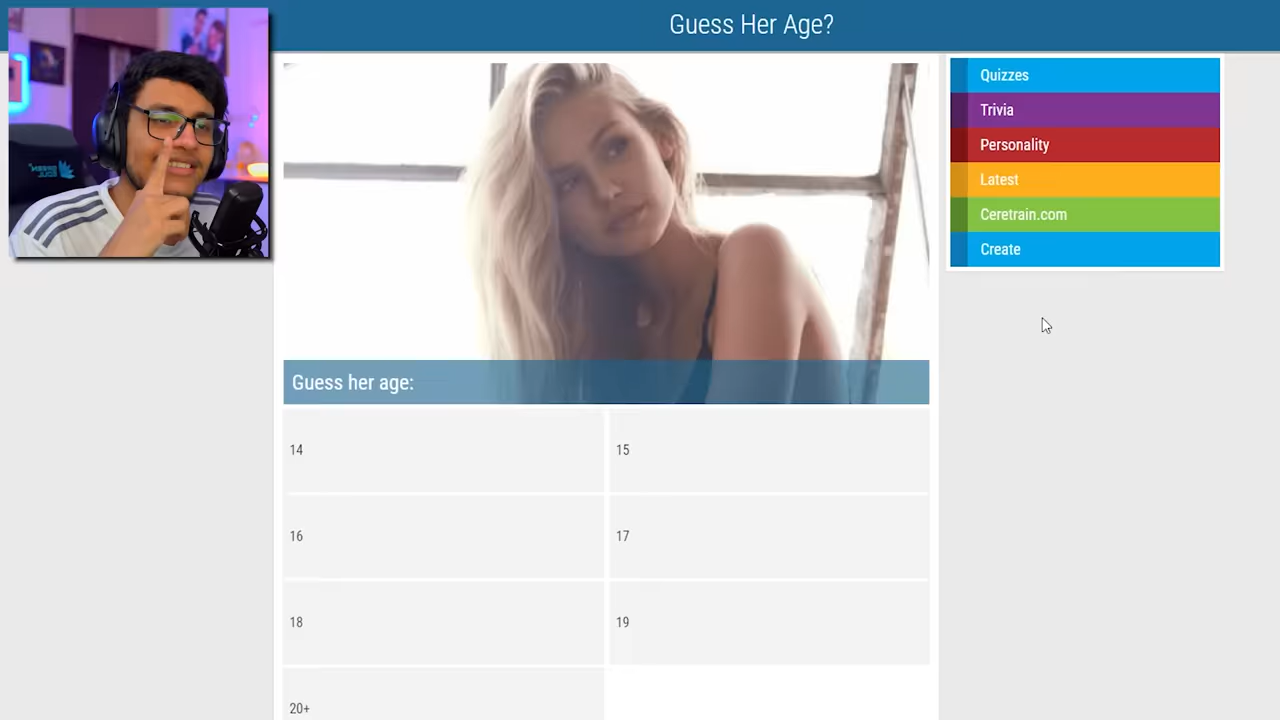 Guess Her Age?
Quizzes
Trivia
Personality
Latest
Ceretrain.com
Create
Guess her age:
14
15
16
17
18
19
20+